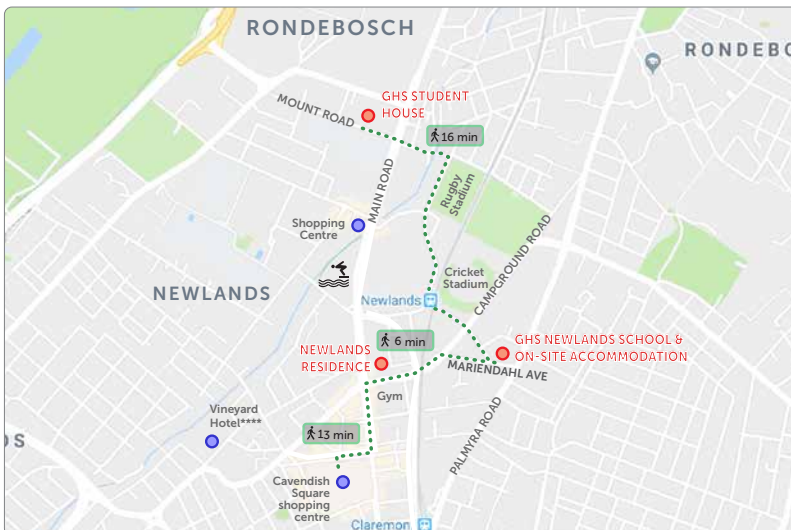 RONDEBOSCH
RONDEBO
GHS STUDENT
HOUSE
MOUNT ROAD
16 min
MAIN ROAD
Rugby
Stadium
Shopping
Centre
CAMPGROUND ROAD
Cricket
Stadium
NEWLANDS
Newlands
6 min
GHS NEWLANDS SCHOOL &
ON-SITE ACCOMMODATION
NEWLANDS
RESIDENCE
MARIENDAHL AVE
Gym
PALMYRA ROAD
Vineyard
Hotel****
13 min
DS
Cavendish
Square
shopping
centre
Claremon